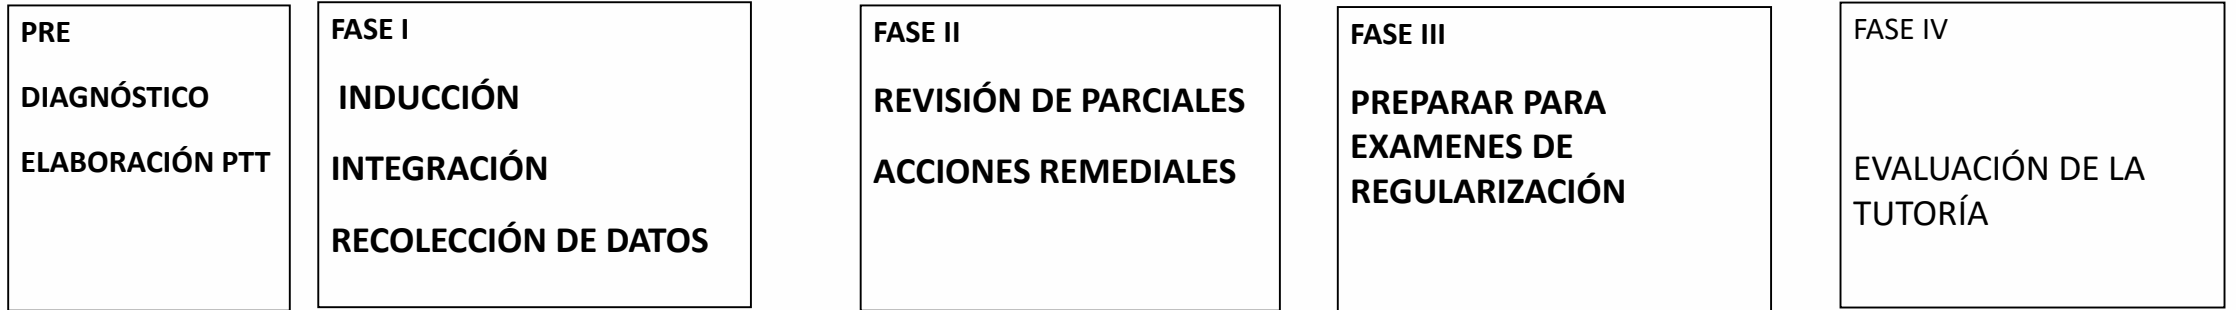 PRE
DIAGNÓSTICO
ELABORACIÓN PTT
FASE I
INDUCCIÓN
INTEGRACIÓN
RECOLECCIÓN DE DATOS
FASE II
REVISIÓN DE PARCIALES
ACCIONES REMEDIALES
FASE III
PREPARAR PARA
EXAMENES DE
REGULARIZACIÓN
FASE IV
EVALUACIÓN DE LA
TUTORÍA